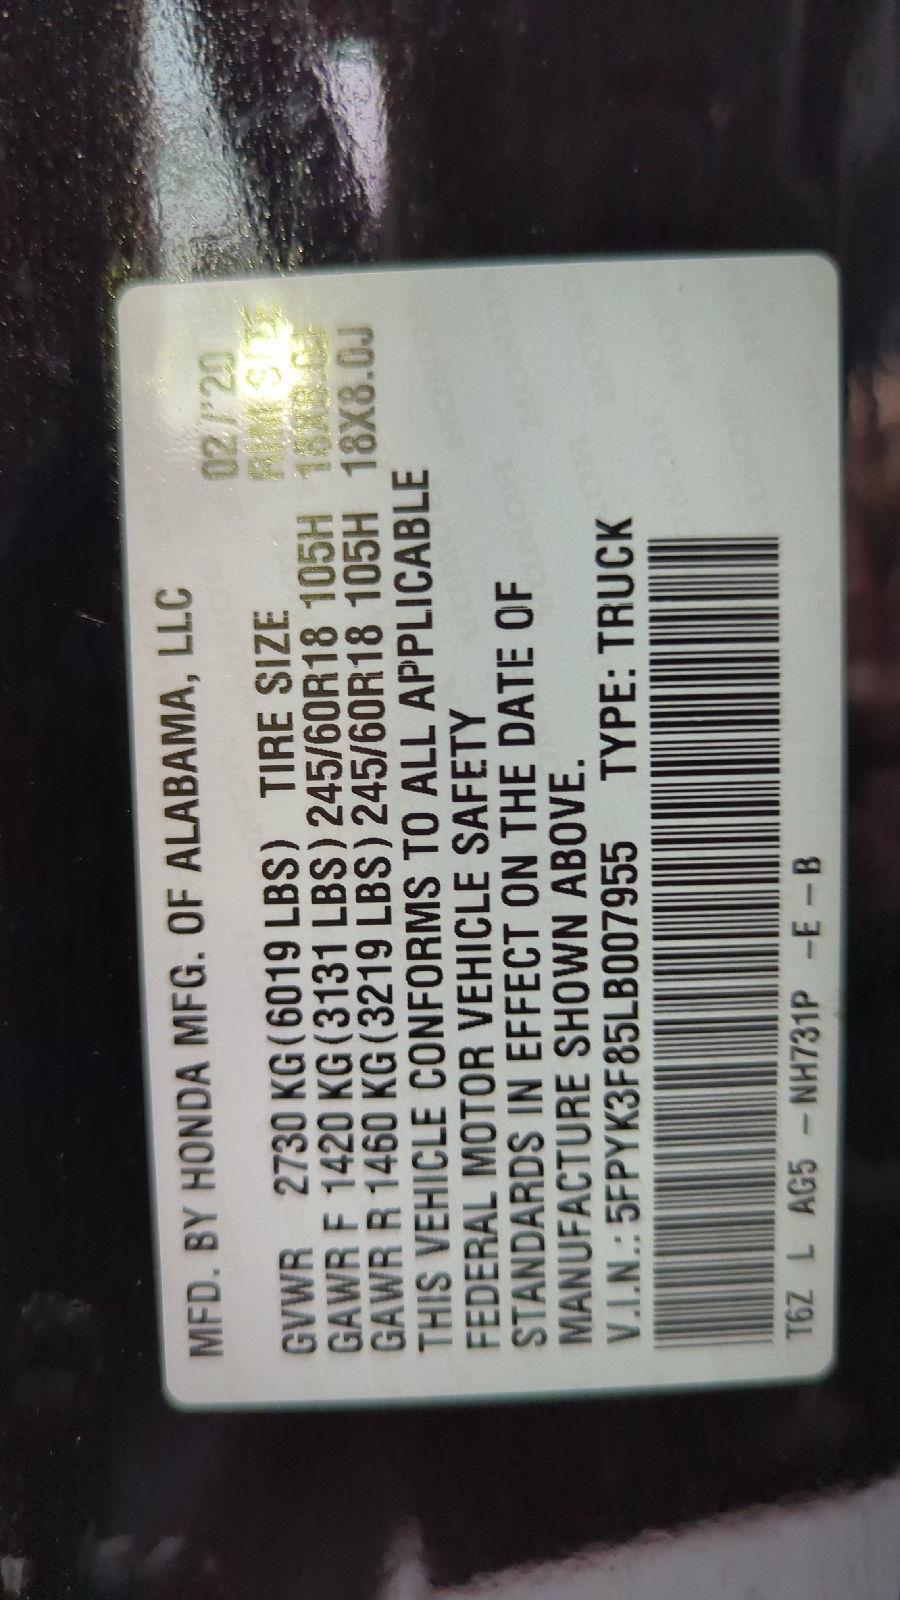 MFD. BY HONDA MFG. OF ALABAMA, LLC
02/'20
GVWR 2730 KG(6019 LBS) TIRE SIZE RIM SIZE
GAWR F 1420 KG(3131 LBS) 245/60R18 105H 18X8.0J
GAWR R 1460 KG(3219 LBS) 245/60R18 105H 18X8.0J
THIS VEHICLE CONFORMS TO ALL APPLICABLE
FEDERAL MOTOR VEHICLE SAFETY
STANDARDS IN EFFECT ON THE DATE OF
MANUFACTURE SHOWN ABOVE.
V.I.N.: 5FPYK3F85LB007955 TYPE: TRUCK
T6Z L AG5 – NH731P –E –B